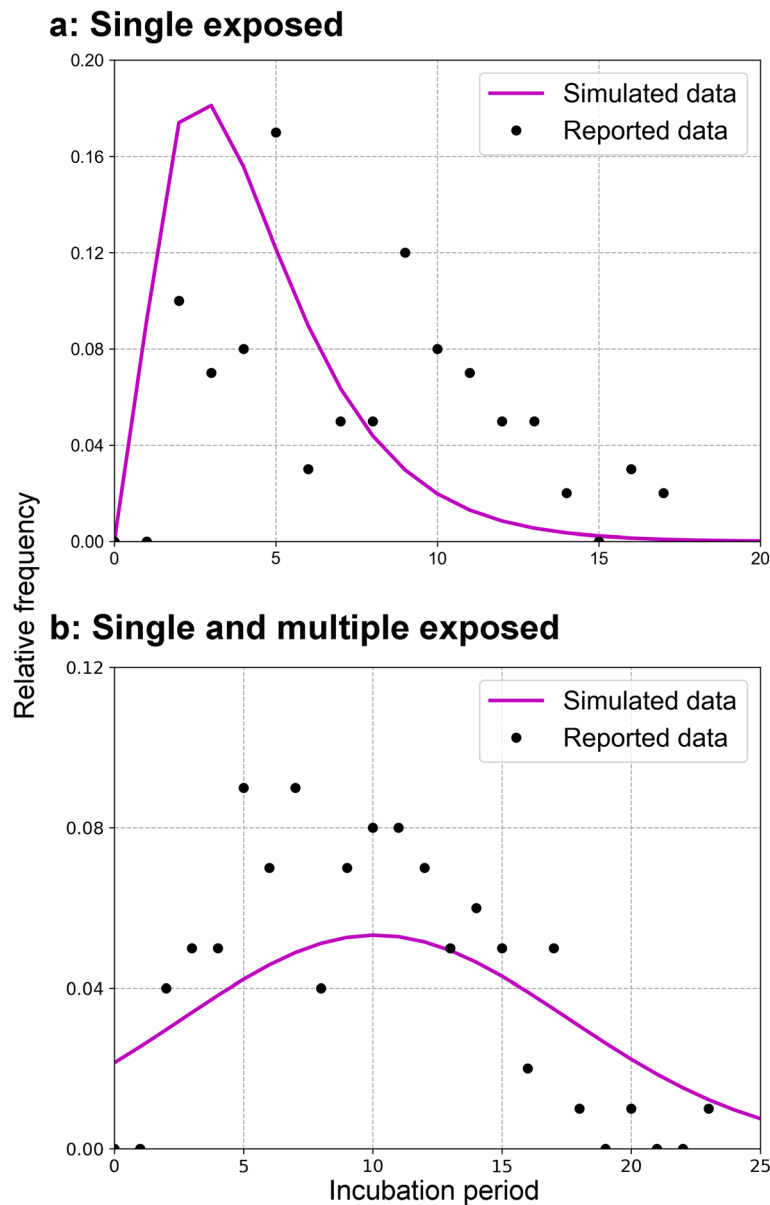 a: Single exposed
0.20
0.16
0.12
0.08
0.04
0.00
Simulated data
Reported data
0 5 10 15 20
Relative frequency
b: Single and multiple exposed
0.12
0.08
0.04
0.00
Simulated data
Reported data
0 5 10 15 20 25
Incubation period